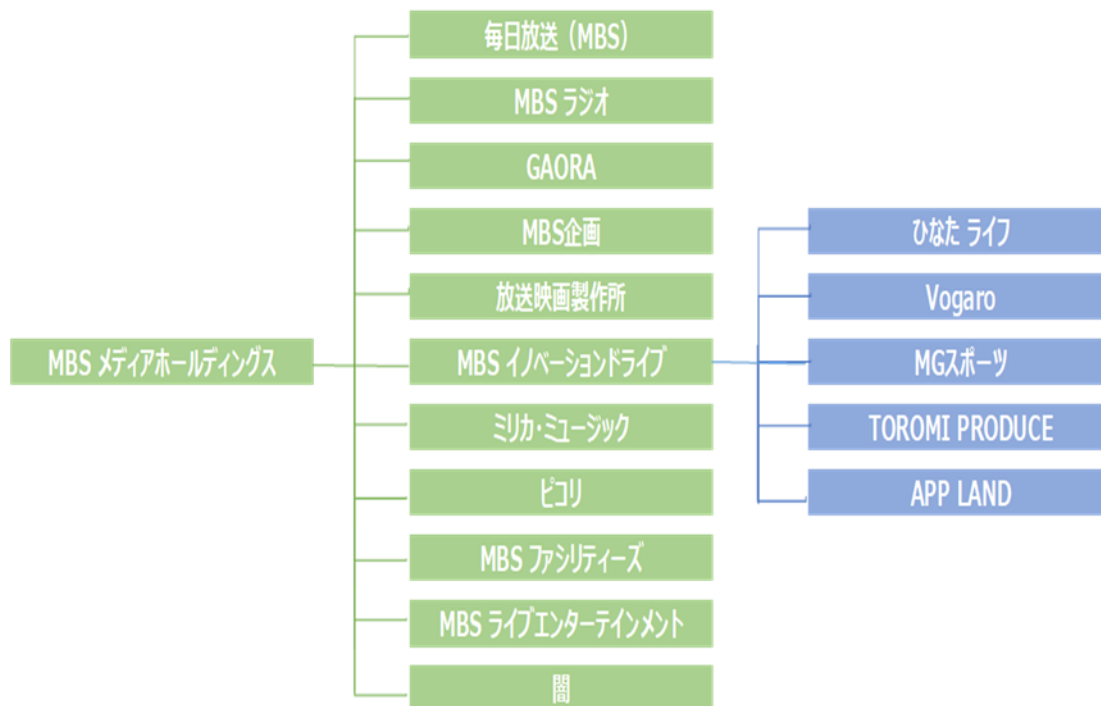 毎日放送（MBS）
MBS ラジオ
GAORA
MBS企画
放送映画製作所
MBS メディアホールディングス
MBS イノベーションドライブ
ミリカ・ミュージック
ピコリ
MBS ファシリティーズ
MBS ライブエンターテインメント
闇
ひなた ライフ
Vogaro
MGスポーツ
TOROMI PRODUCE
APP LAND